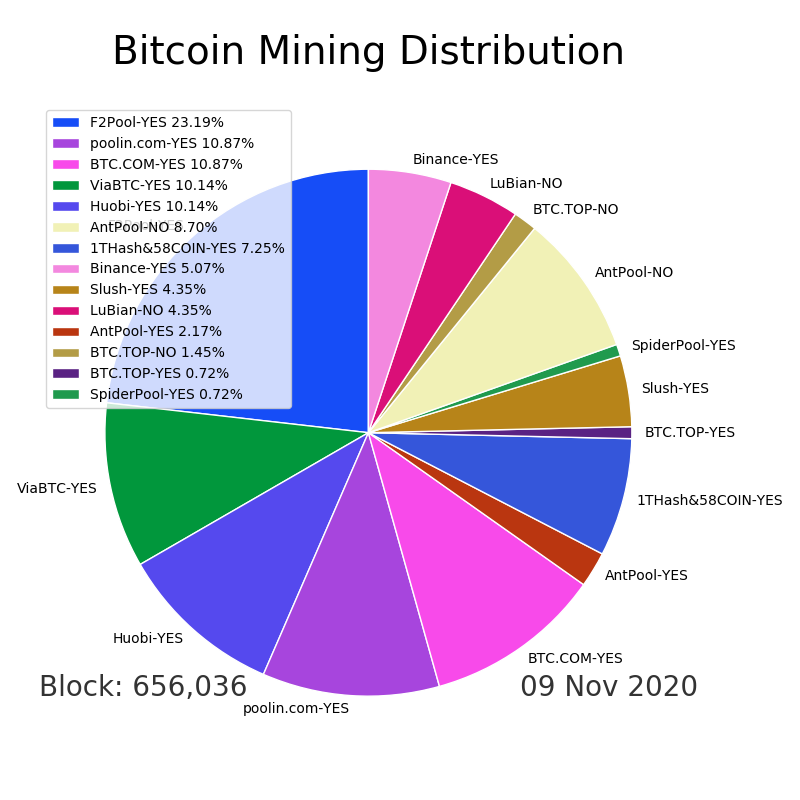 Bitcoin Mining Distribution
F2Pool-YES 23.19%
poolin.com-YES 10.87%
BTC.COM-YES 10.87%
ViaBTC-YES 10.14%
Huobi-YES 10.14%
AntPool-NO 8.70%
1THash&58COIN-YES 7.25%
Binance-YES 5.07%
Slush-YES 4.35%
LuBian-NO 4.35%
AntPool-YES 2.17%
BTC.TOP-NO 1.45%
BTC.TOP-YES 0.72%
SpiderPool-YES 0.72%
Binance-YES
LuBian-NO
BTC.TOP-NO
AntPool-NO
SpiderPool-YES
Slush-YES
BTC.TOP-YES
1THash&58COIN-YES
AntPool-YES
BTC.COM-YES
poolin.com-YES
Huobi-YES
ViaBTC-YES
F2Pool-YES
Block: 656,036
09 Nov 2020